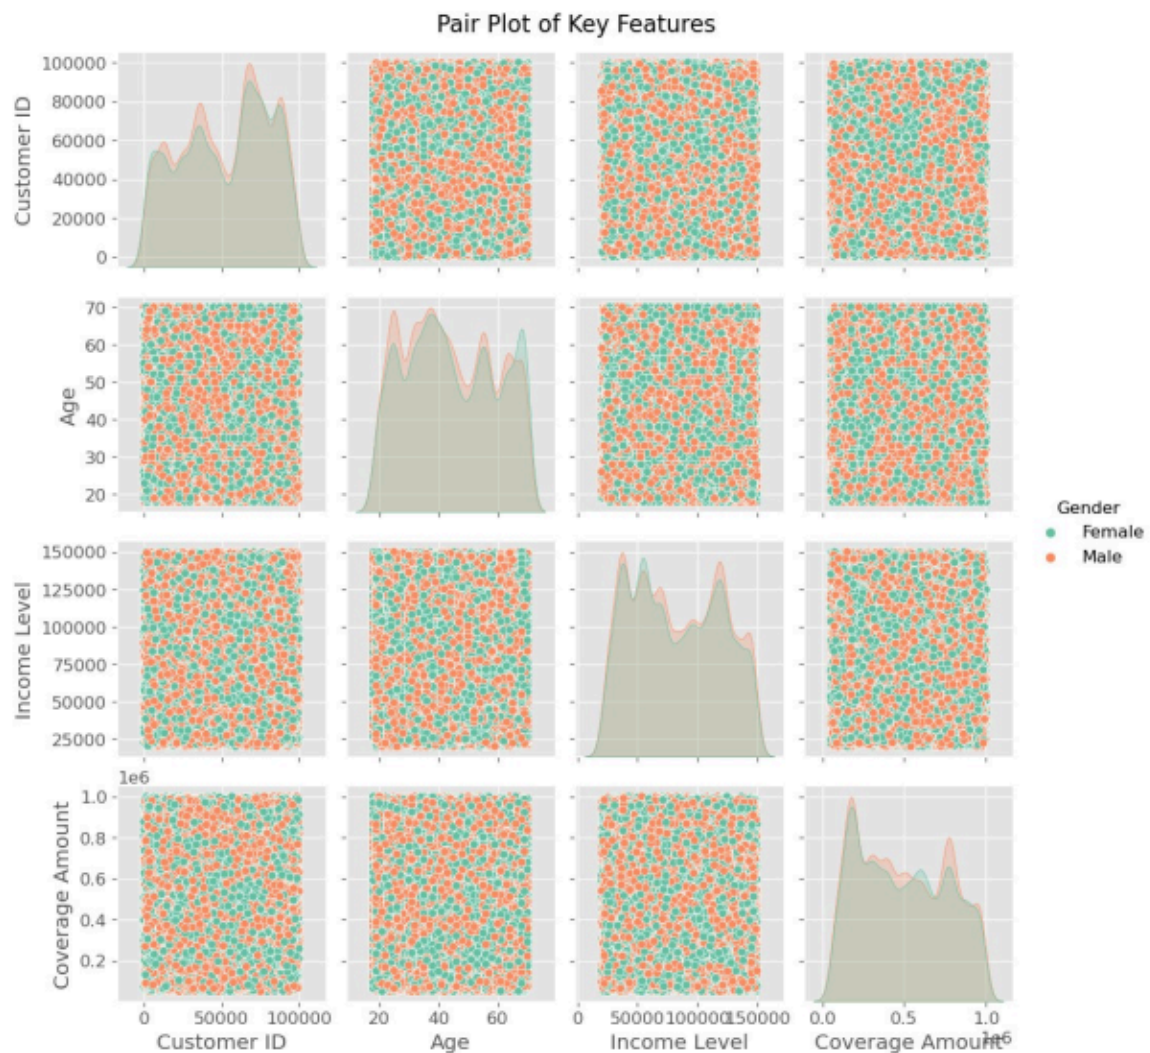 Pair Plot of Key Features
Customer ID
100000
80000
60000
40000
20000
0
Age
70
60
50
40
30
20
Gender
Female
Male
Income Level
150000
125000
100000
75000
50000
25000
1e6
Coverage Amount
1.0
0.8
0.6
0.4
0.2
0 50000 100000
20 40 60
0 50000 100000 150000
0.0 0.5 1.0
1e6
Customer ID
Age
Income Level
Coverage Amount